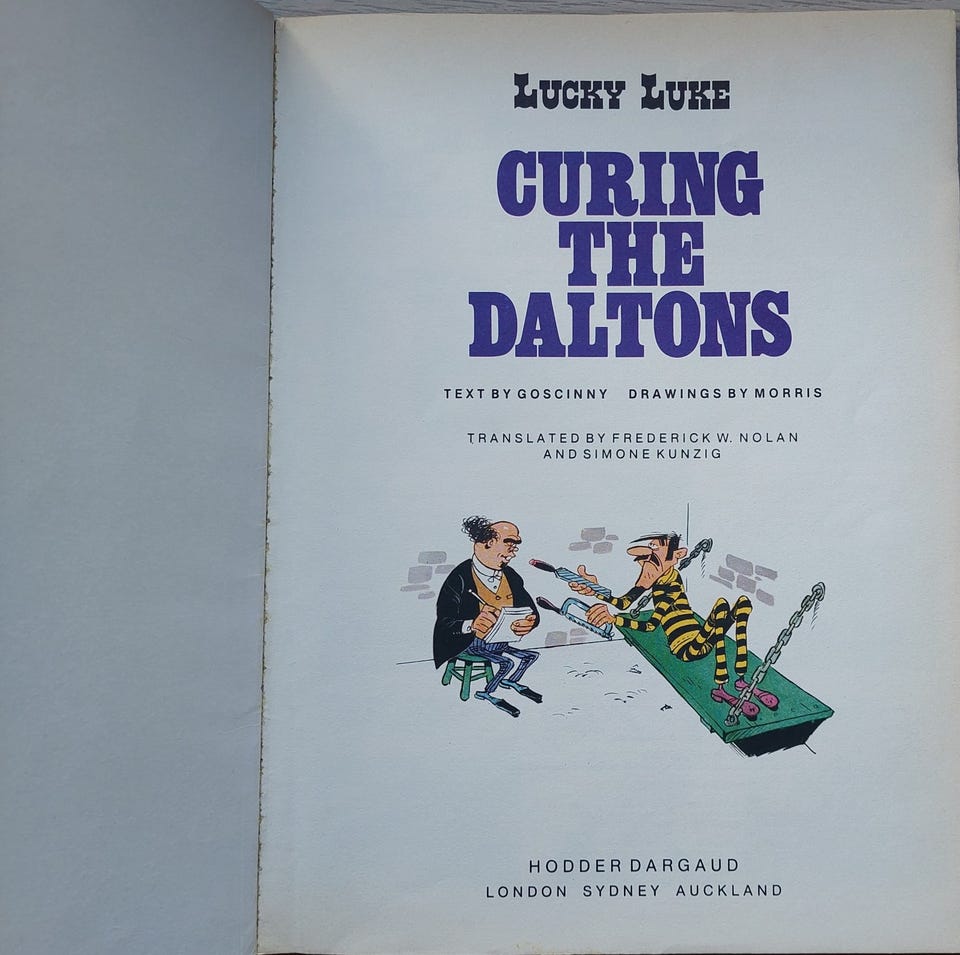 LUCKY LUKE
CURING
THE
DALTONS
TEXT BY GOSCINNY DRAWINGS BY MORRIS
TRANSLATED BY FREDERICK W. NOLAN
AND SIMONE KUNZIG
HODDER DARGAUD
LONDON SYDNEY AUCKLAND